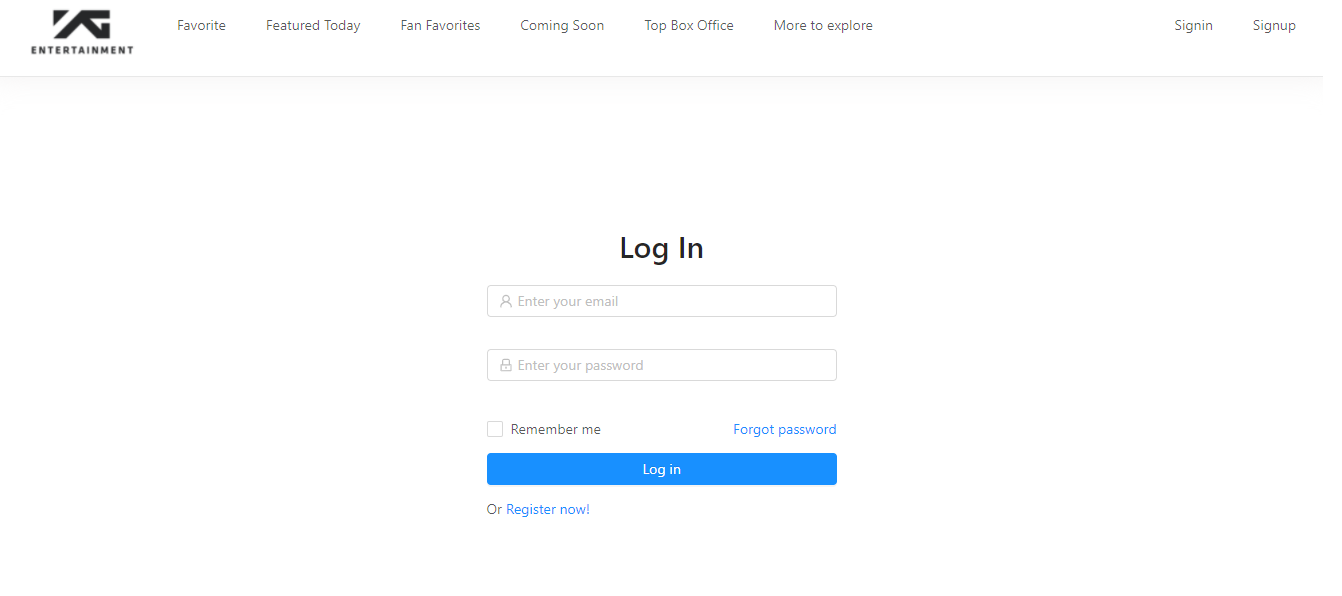 YG
ENTERTAINMENT
Favorite Featured Today Fan Favorites Coming Soon Top Box Office More to explore Signin Signup
Log In
Enter your email
Enter your password
Remember me Forgot password
Log in
Or Register now!